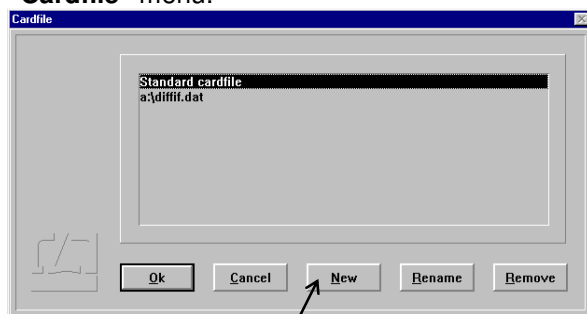 "Cardfile" menu.
Cardfile
Standard cardfile
a:\diffif.dat
Ok Cancel New Rename Remove